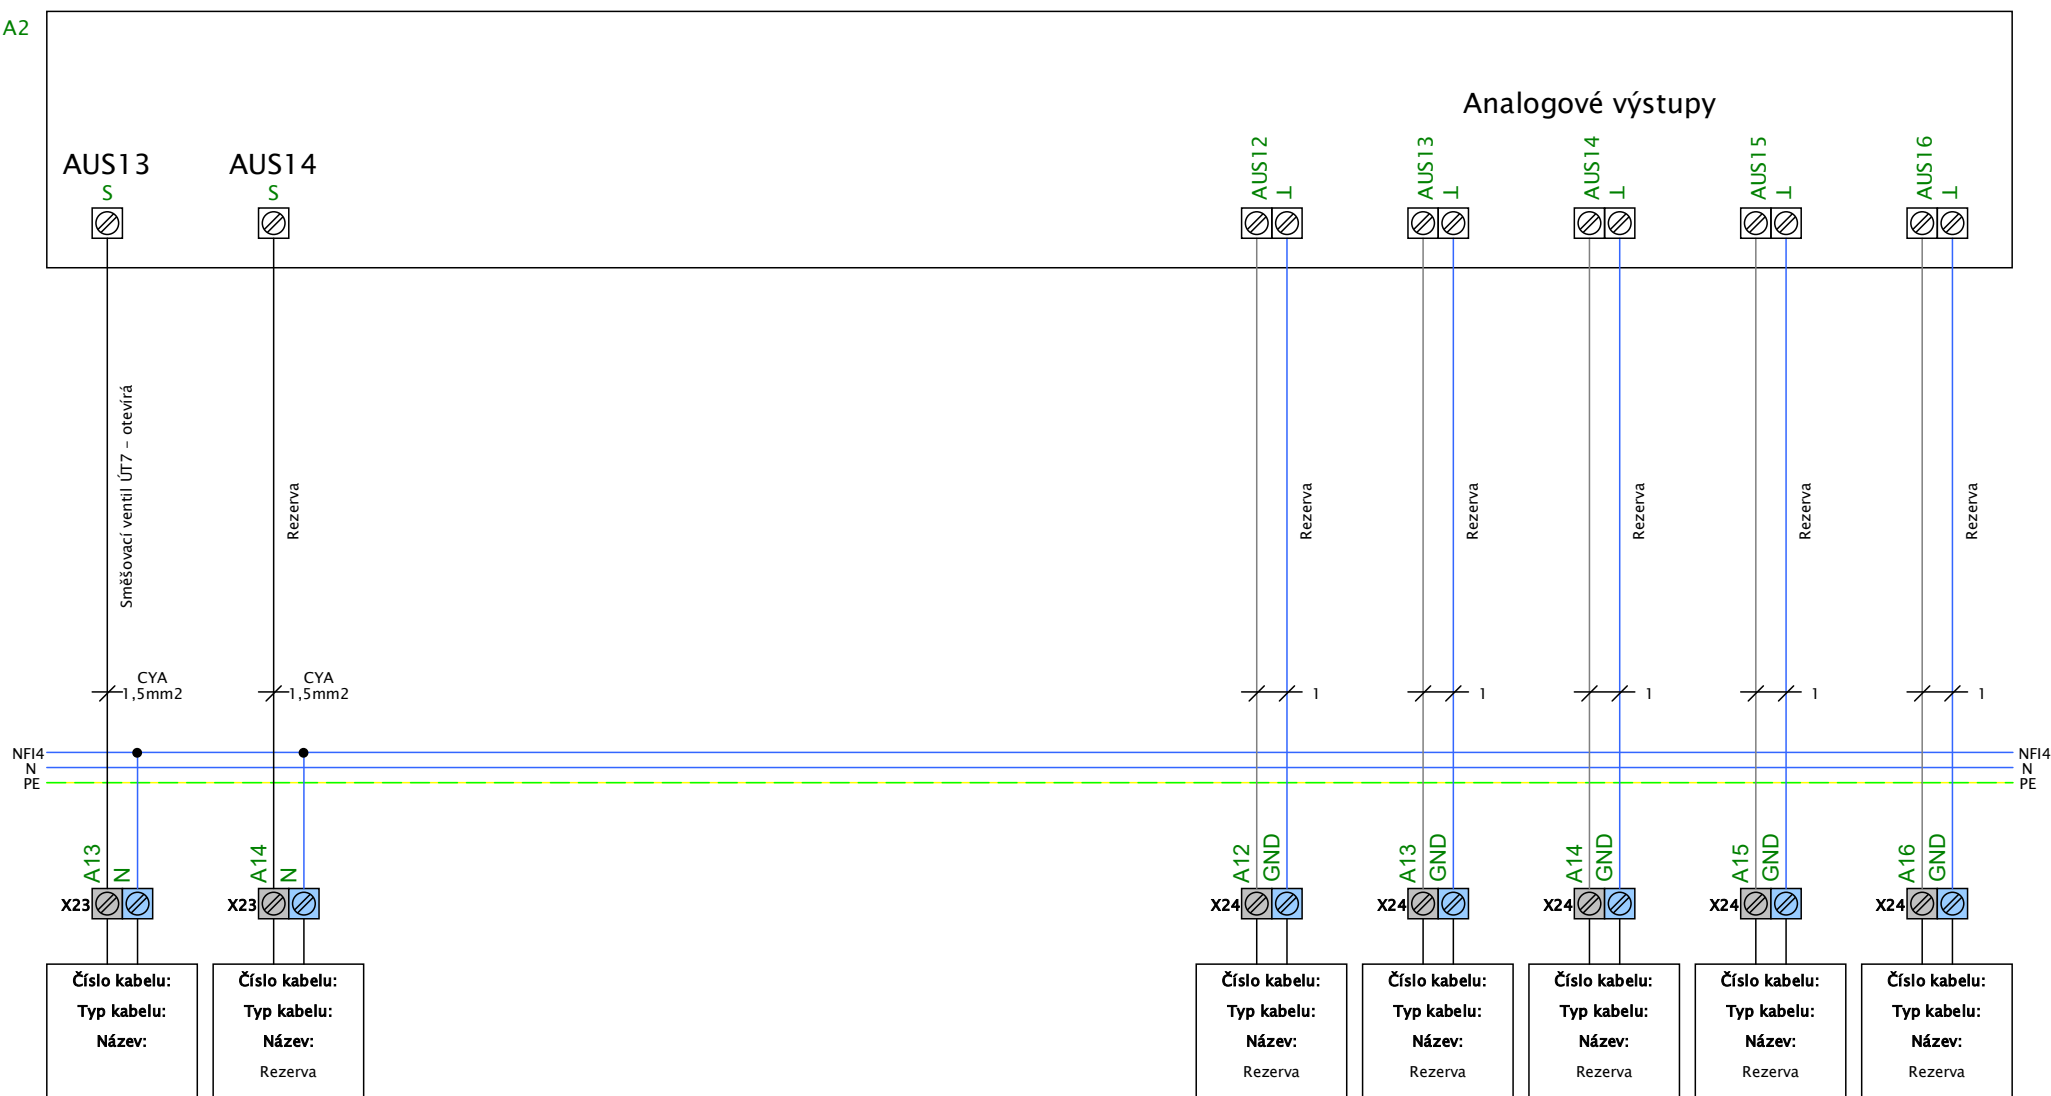 A2
Analogové výstupy
AUS13 AUS14
S S
AUS12 ⊥ AUS13 ⊥ AUS14 ⊥ AUS15 ⊥ AUS16 ⊥
Směšovací ventil ÚT7 - otevírá
Rezerva
Rezerva
Rezerva
Rezerva
Rezerva
Rezerva
CYA CYA
1,5mm2 1,5mm2 1 1 1 1 1
NFI4 NFI4
N N
PE PE
A13 N A14 N A12 GND A13 GND A14 GND A15 GND A16 GND
X23 X23 X24 X24 X24 X24 X24
Číslo kabelu: Číslo kabelu: Číslo kabelu: Číslo kabelu: Číslo kabelu: Číslo kabelu: Číslo kabelu:
Typ kabelu: Typ kabelu: Typ kabelu: Typ kabelu: Typ kabelu: Typ kabelu: Typ kabelu:
Název: Název: Název: Název: Název: Název: Název:
Rezerva Rezerva Rezerva Rezerva Rezerva Rezerva